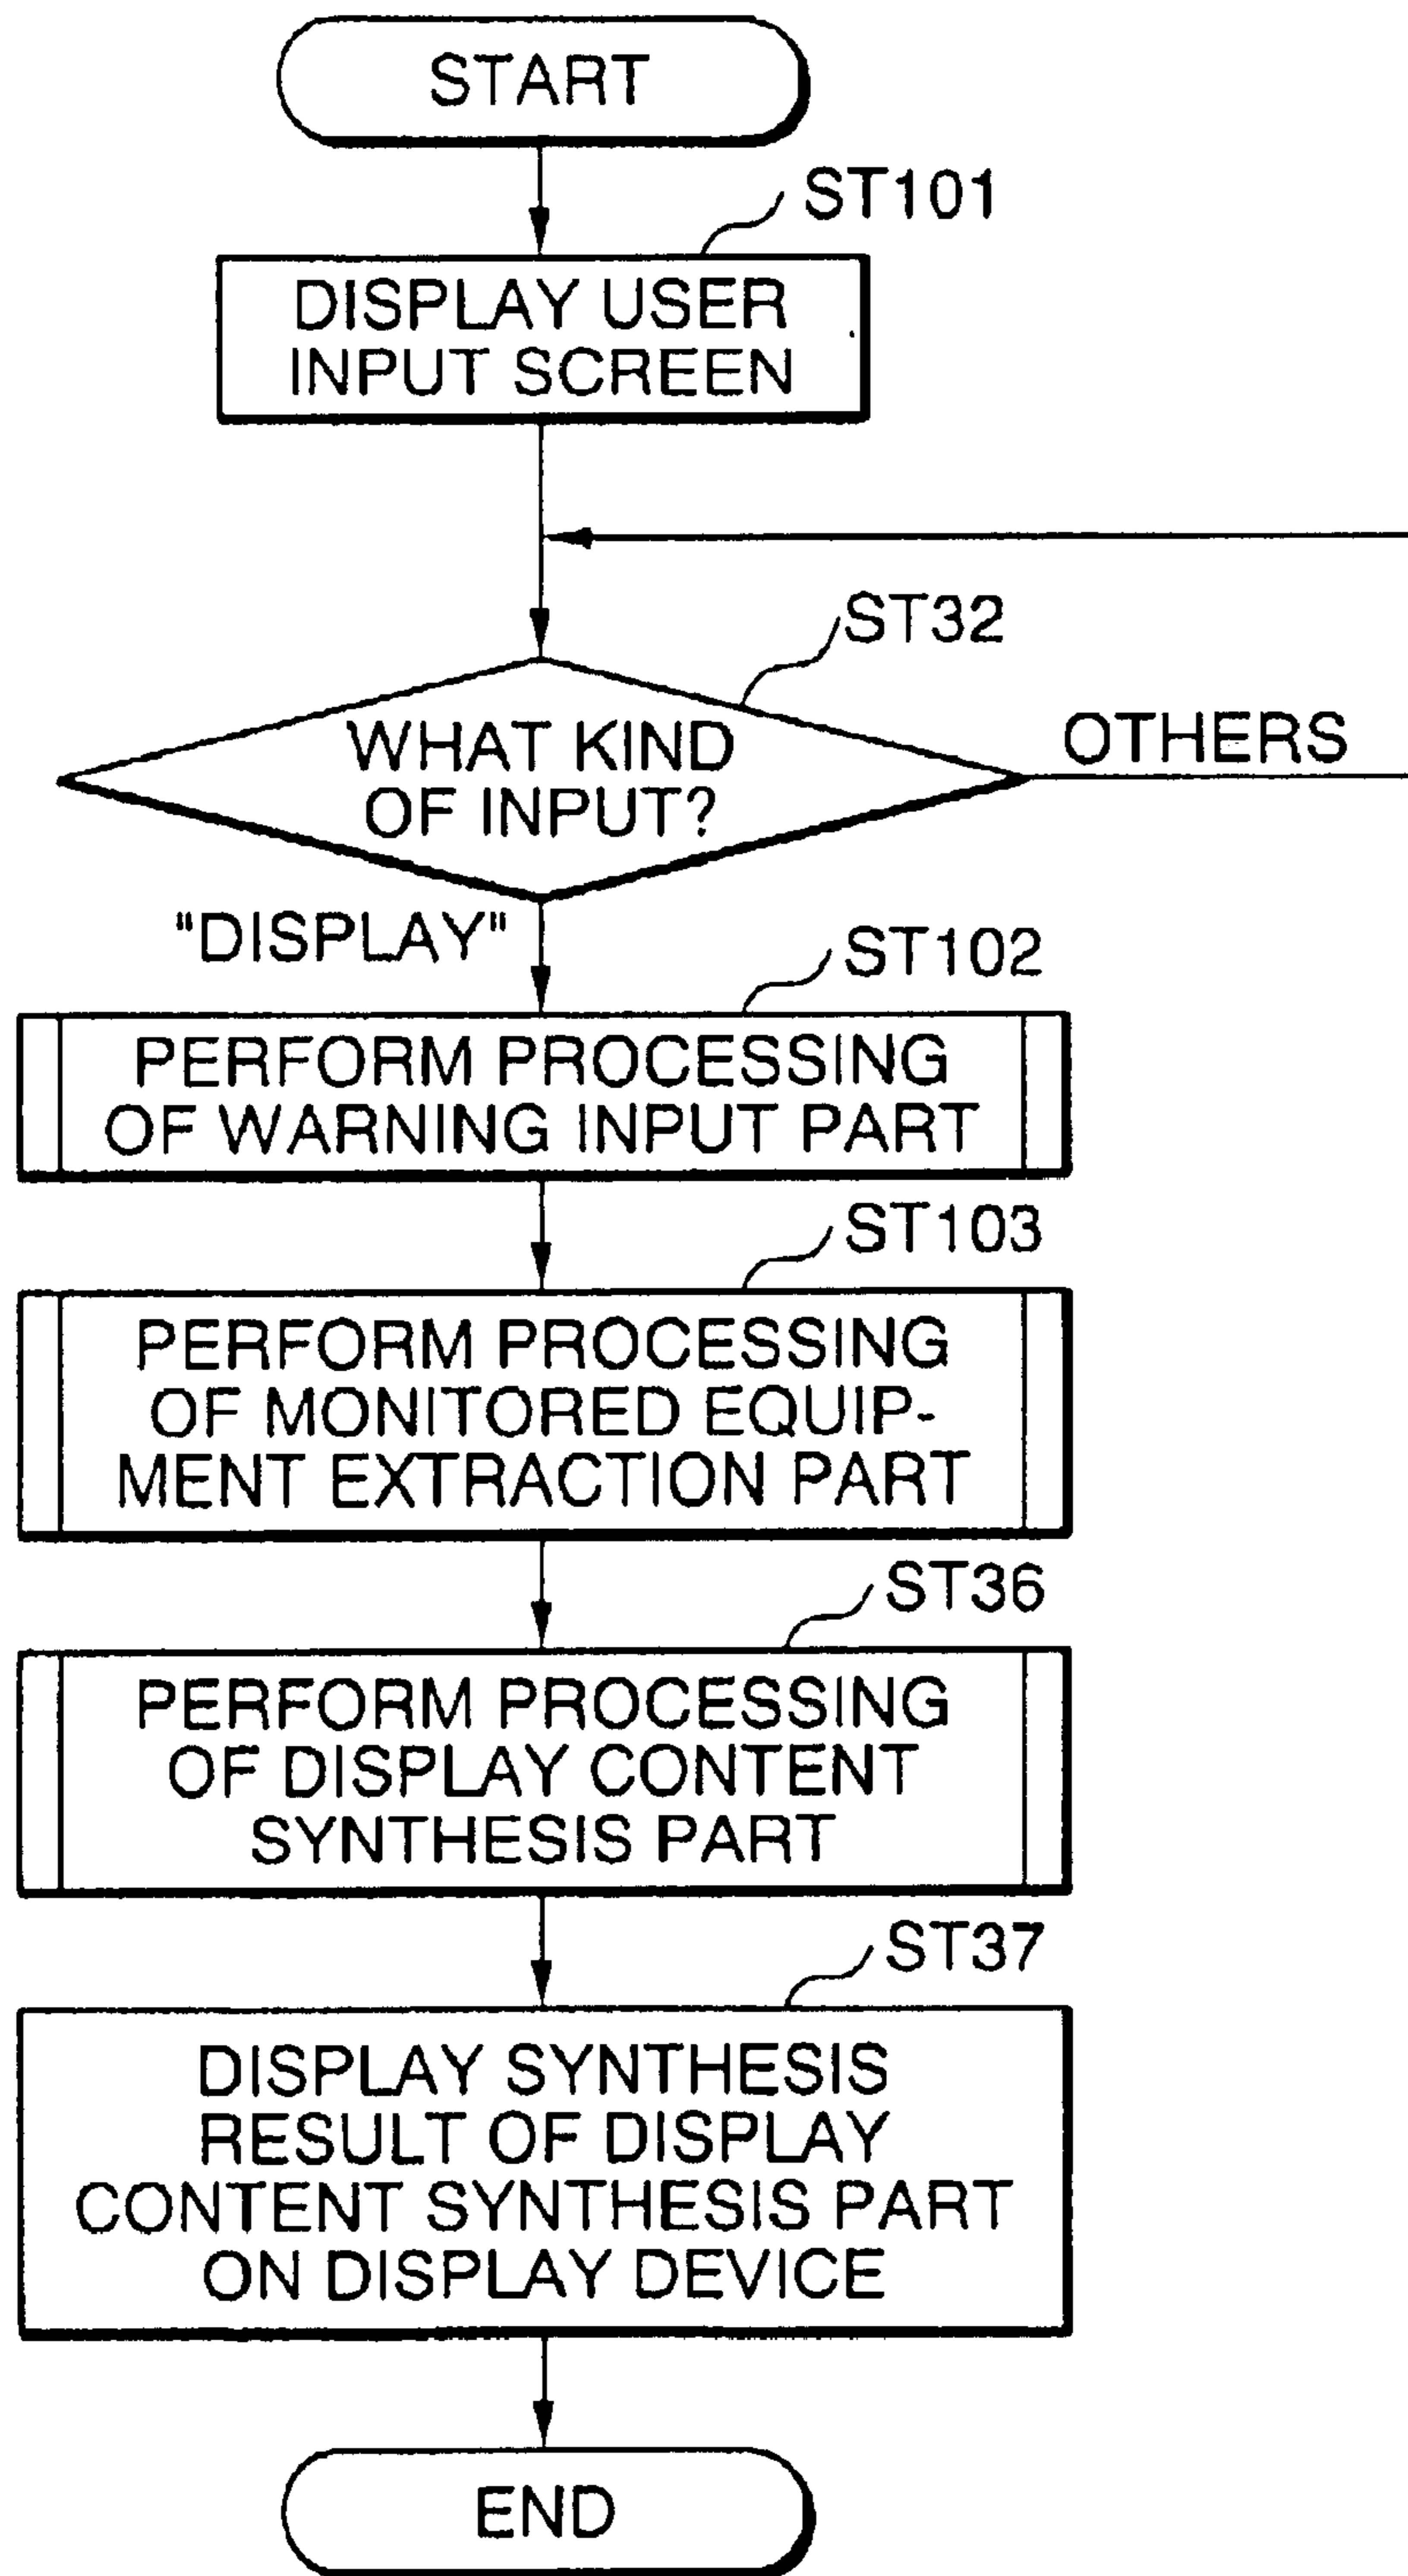 START
ST101
DISPLAY USER
INPUT SCREEN
ST32
WHAT KIND
OF INPUT?
OTHERS
"DISPLAY"
ST102
PERFORM PROCESSING
OF WARNING INPUT PART
ST103
PERFORM PROCESSING
OF MONITORED EQUIP-
MENT EXTRACTION PART
ST36
PERFORM PROCESSING
OF DISPLAY CONTENT
SYNTHESIS PART
ST37
DISPLAY SYNTHESIS
RESULT OF DISPLAY
CONTENT SYNTHESIS PART
ON DISPLAY DEVICE
END